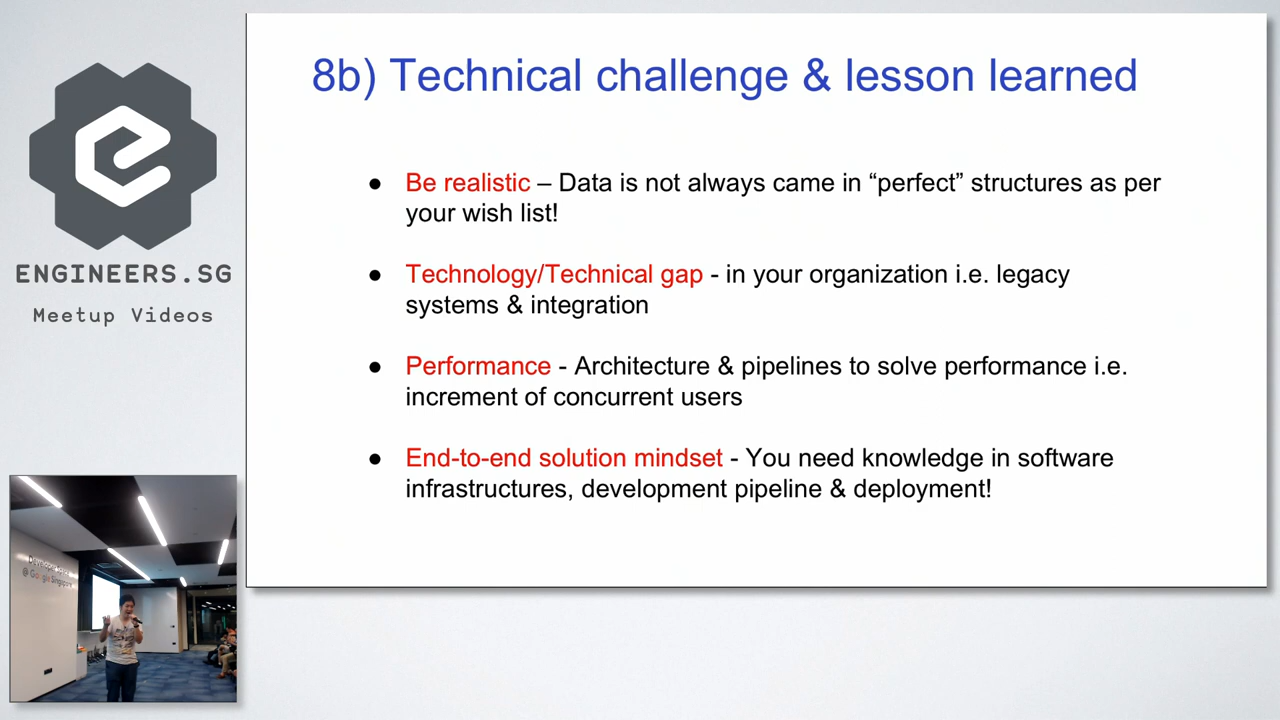 8b) Technical challenge & lesson learned
● Be realistic – Data is not always came in “perfect” structures as per
your wish list!
● Technology/Technical gap - in your organization i.e. legacy
systems & integration
● Performance - Architecture & pipelines to solve performance i.e.
increment of concurrent users
● End-to-end solution mindset - You need knowledge in software
infrastructures, development pipeline & deployment!
ENGINEERS.SG
Meetup Videos
@ Google Singapore